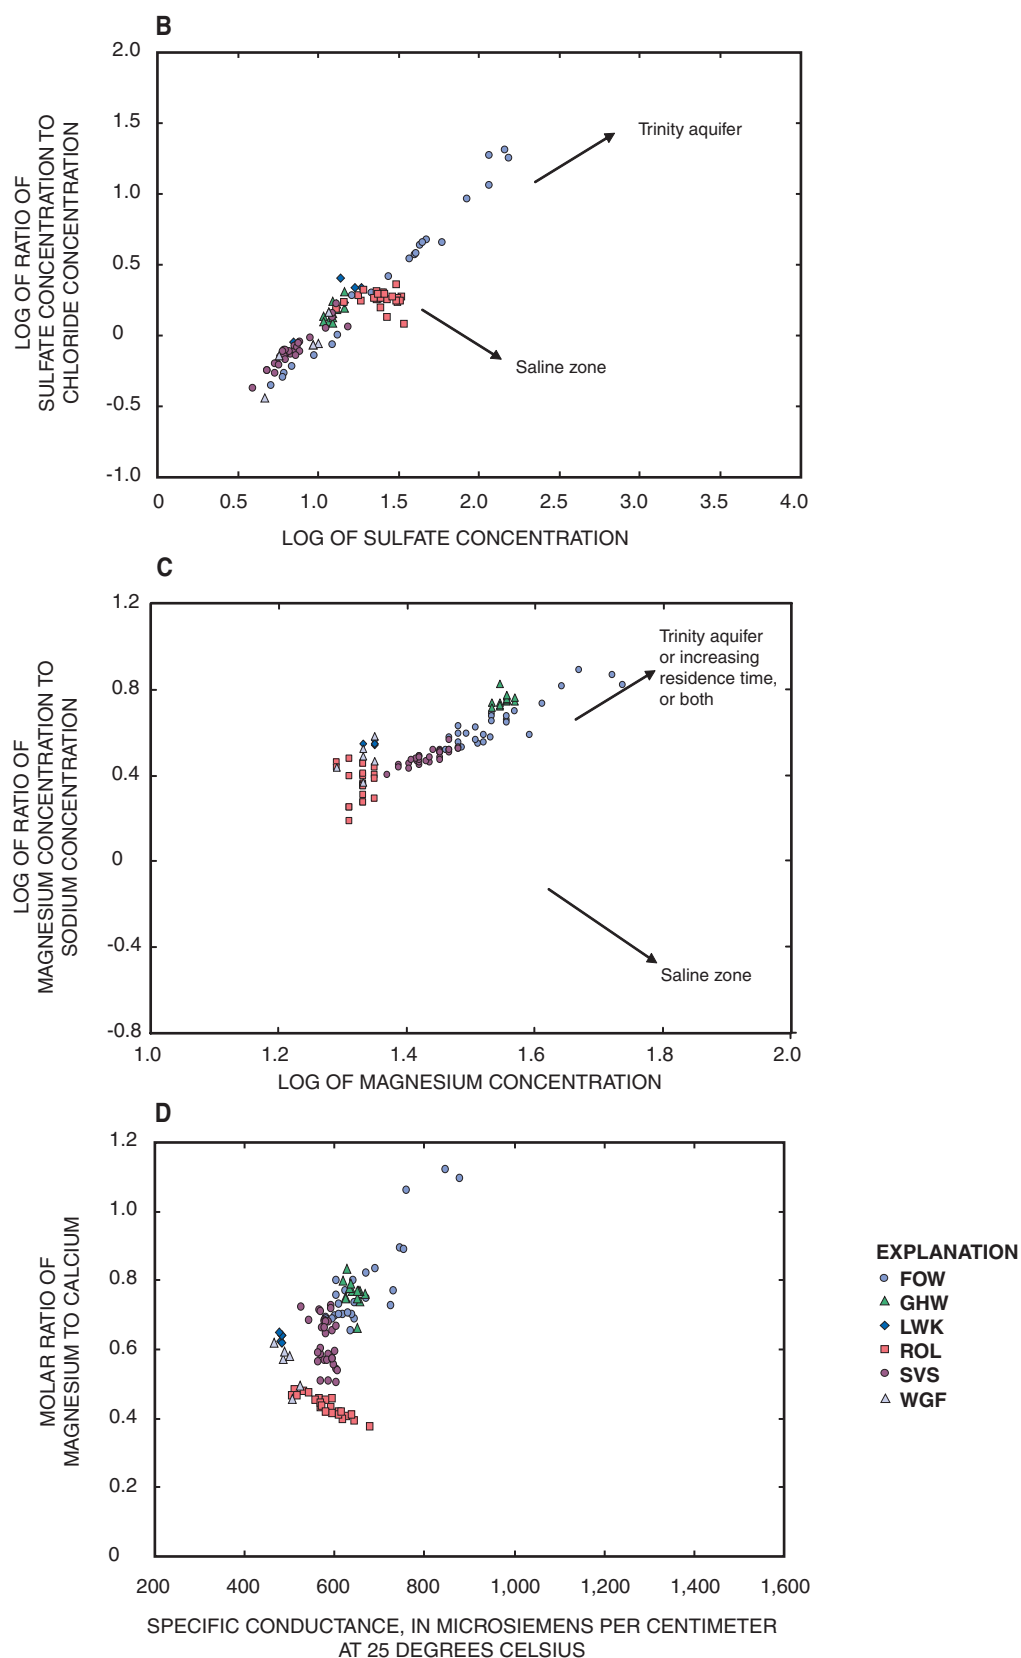 B
2.0
1.5
1.0
0.5
0
-0.5
-1.0
LOG OF RATIO OF
SULFATE CONCENTRATION TO
CHLORIDE CONCENTRATION
Trinity aquifer
Saline zone
0 0.5 1.0 1.5 2.0 2.5 3.0 3.5 4.0
LOG OF SULFATE CONCENTRATION
C
1.2
0.8
0.4
0
-0.4
-0.8
LOG OF RATIO OF
MAGNESIUM CONCENTRATION TO
SODIUM CONCENTRATION
Trinity aquifer
or increasing
residence time,
or both
Saline zone
1.0 1.2 1.4 1.6 1.8 2.0
LOG OF MAGNESIUM CONCENTRATION
D
1.2
1.0
0.8
0.6
0.4
0.2
0
MOLAR RATIO OF
MAGNESIUM TO CALCIUM
200 400 600 800 1,000 1,200 1,400 1,600
SPECIFIC CONDUCTANCE, IN MICROSIEMENS PER CENTIMETER
AT 25 DEGREES CELSIUS
EXPLANATION
FOW
GHW
LWK
ROL
SVS
WGF